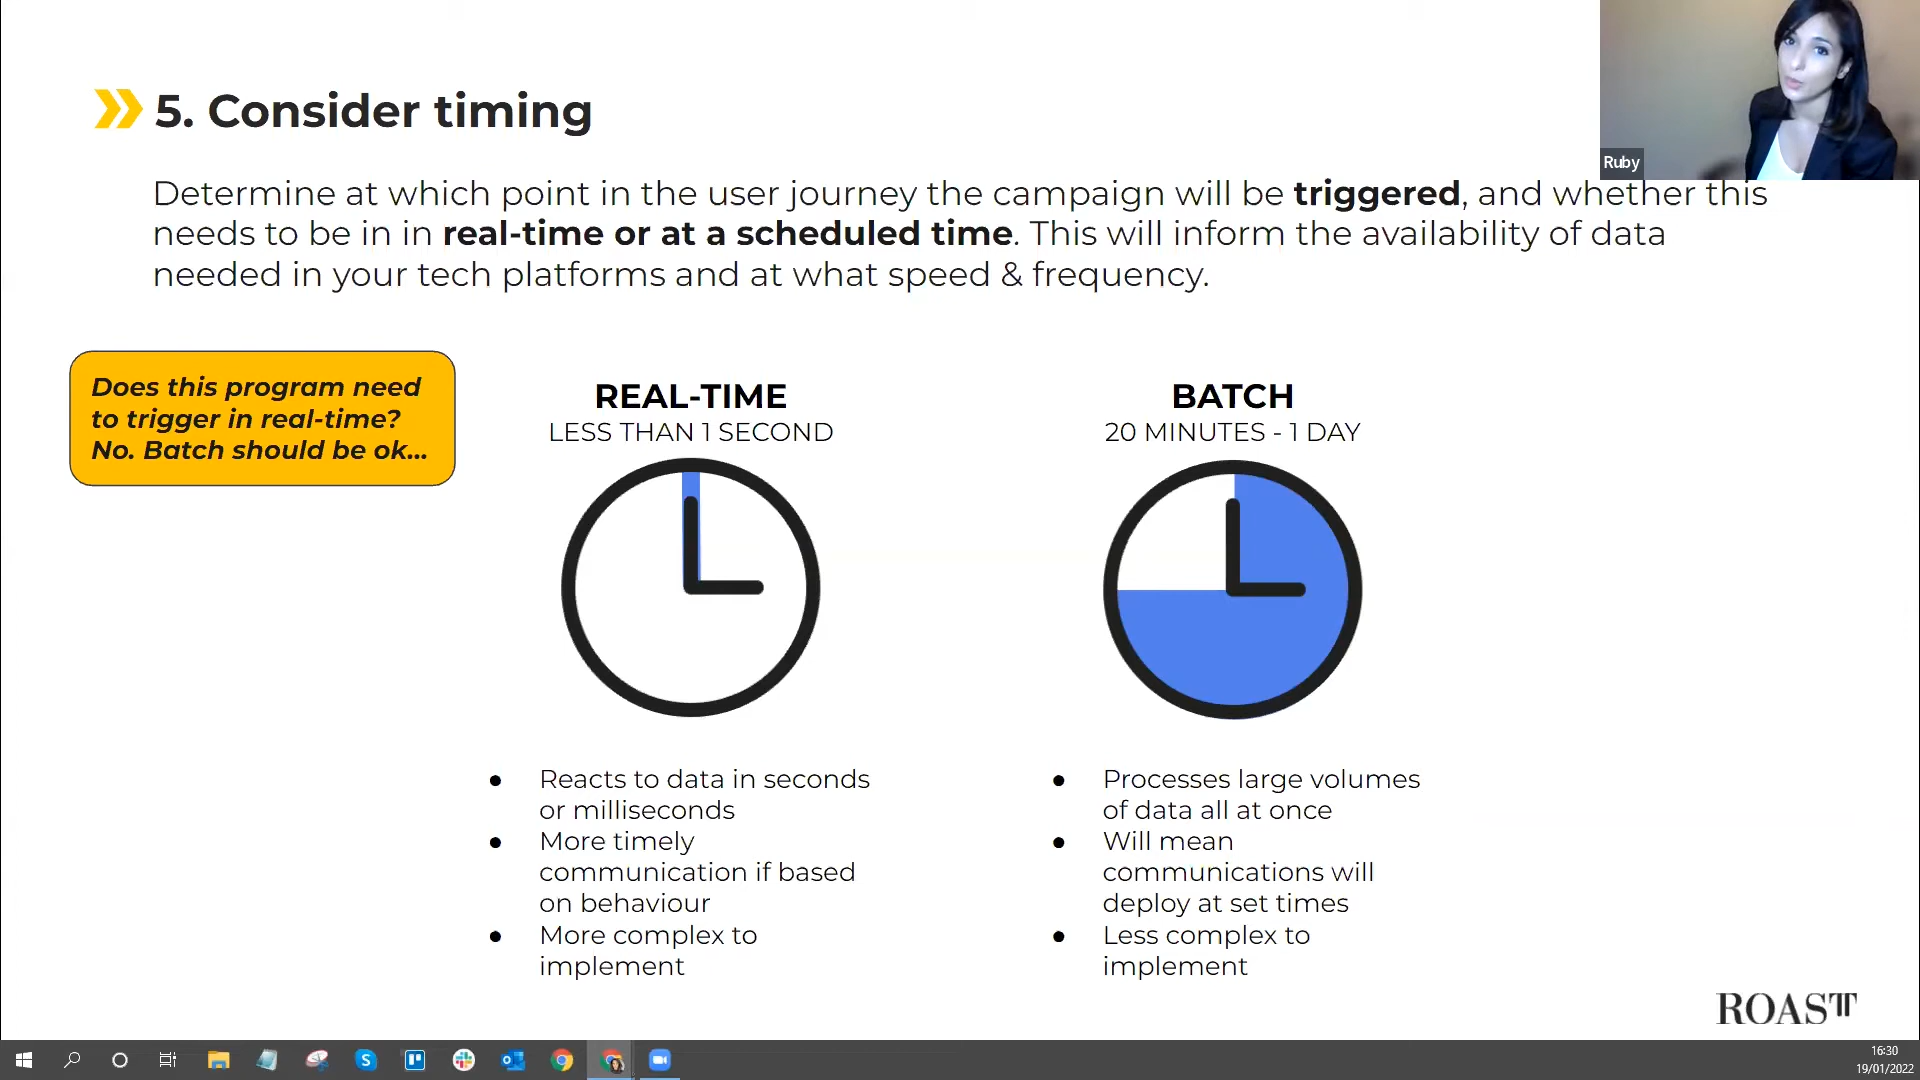 5. Consider timing
Ruby
Determine at which point in the user journey the campaign will be triggered, and whether this
needs to be in in real-time or at a scheduled time. This will inform the availability of data
needed in your tech platforms and at what speed & frequency.
Does this program need
to trigger in real-time?
No. Batch should be ok...
REAL-TIME
LESS THAN 1 SECOND
● Reacts to data in seconds
or milliseconds
● More timely
communication if based
on behaviour
● More complex to
implement
BATCH
20 MINUTES - 1 DAY
● Processes large volumes
of data all at once
● Will mean
communications will
deploy at set times
● Less complex to
implement
ROAST
16:30
19/01/2022